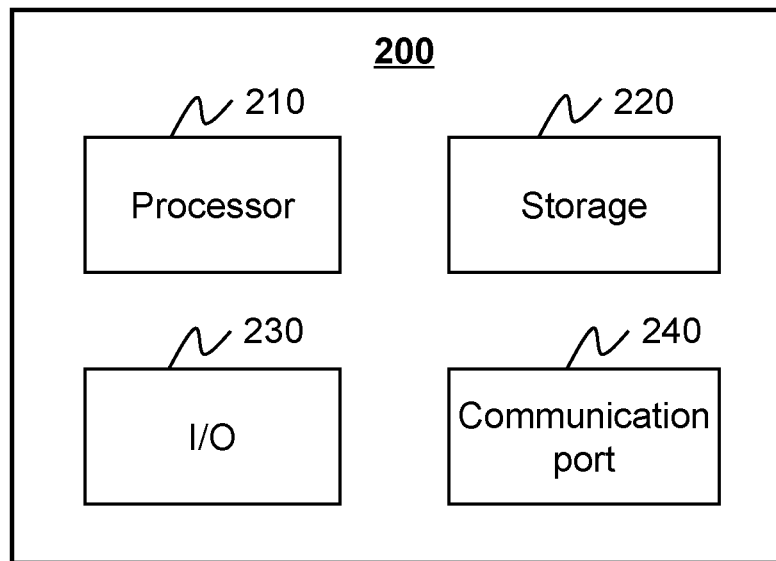 200
210
220
Processor
Storage
230
240
I/O
Communication
port